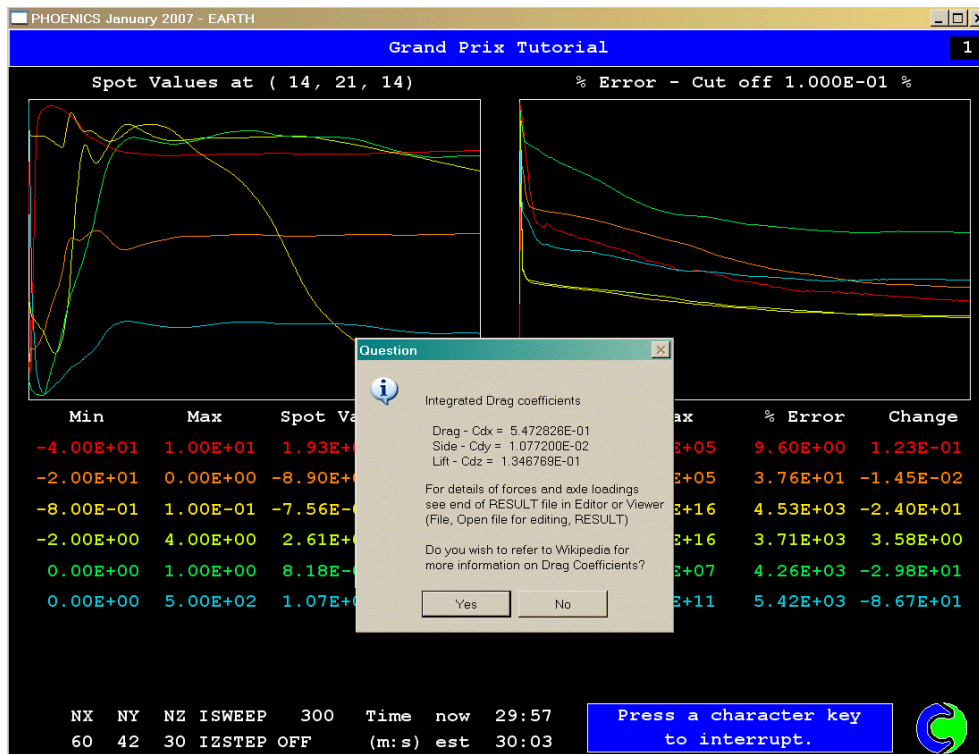 PHOENICS January 2007 - EARTH
Grand Prix Tutorial
1
Spot Values at ( 14, 21, 14)
% Error - Cut off 1.000E-01 %
Question
Integrated Drag coefficients
Drag - Cdx = 5.472826E-01
Side - Cdy = 1.077200E-02
Lift - Cdz = 1.346769E-01
For details of forces and axle loadings
see end of RESULT file in Editor or Viewer
(File, Open file for editing, RESULT)
Do you wish to refer to Wikipedia for
more information on Drag Coefficients?
Yes No
Min Max Spot Va ax % Error Change
-4.00E+01 1.00E+01 1.93E+ E+05 9.60E+00 1.23E-01
-2.00E+01 0.00E+00 -8.90E+ E+05 3.76E+01 -1.45E-02
-8.00E-01 1.00E-01 -7.56E- E+16 4.53E+03 -2.40E+01
-2.00E+00 4.00E+00 2.61E+ E+16 3.71E+03 3.58E+00
0.00E+00 1.00E+00 8.18E- E+07 4.26E+03 -2.98E+01
0.00E+00 5.00E+02 1.07E+ E+11 5.42E+03 -8.67E+01
NX NY NZ ISWEEP 300 Time now 29:57
60 42 30 IZSTEP OFF (m:s) est 30:03
Press a character key
to interrupt.